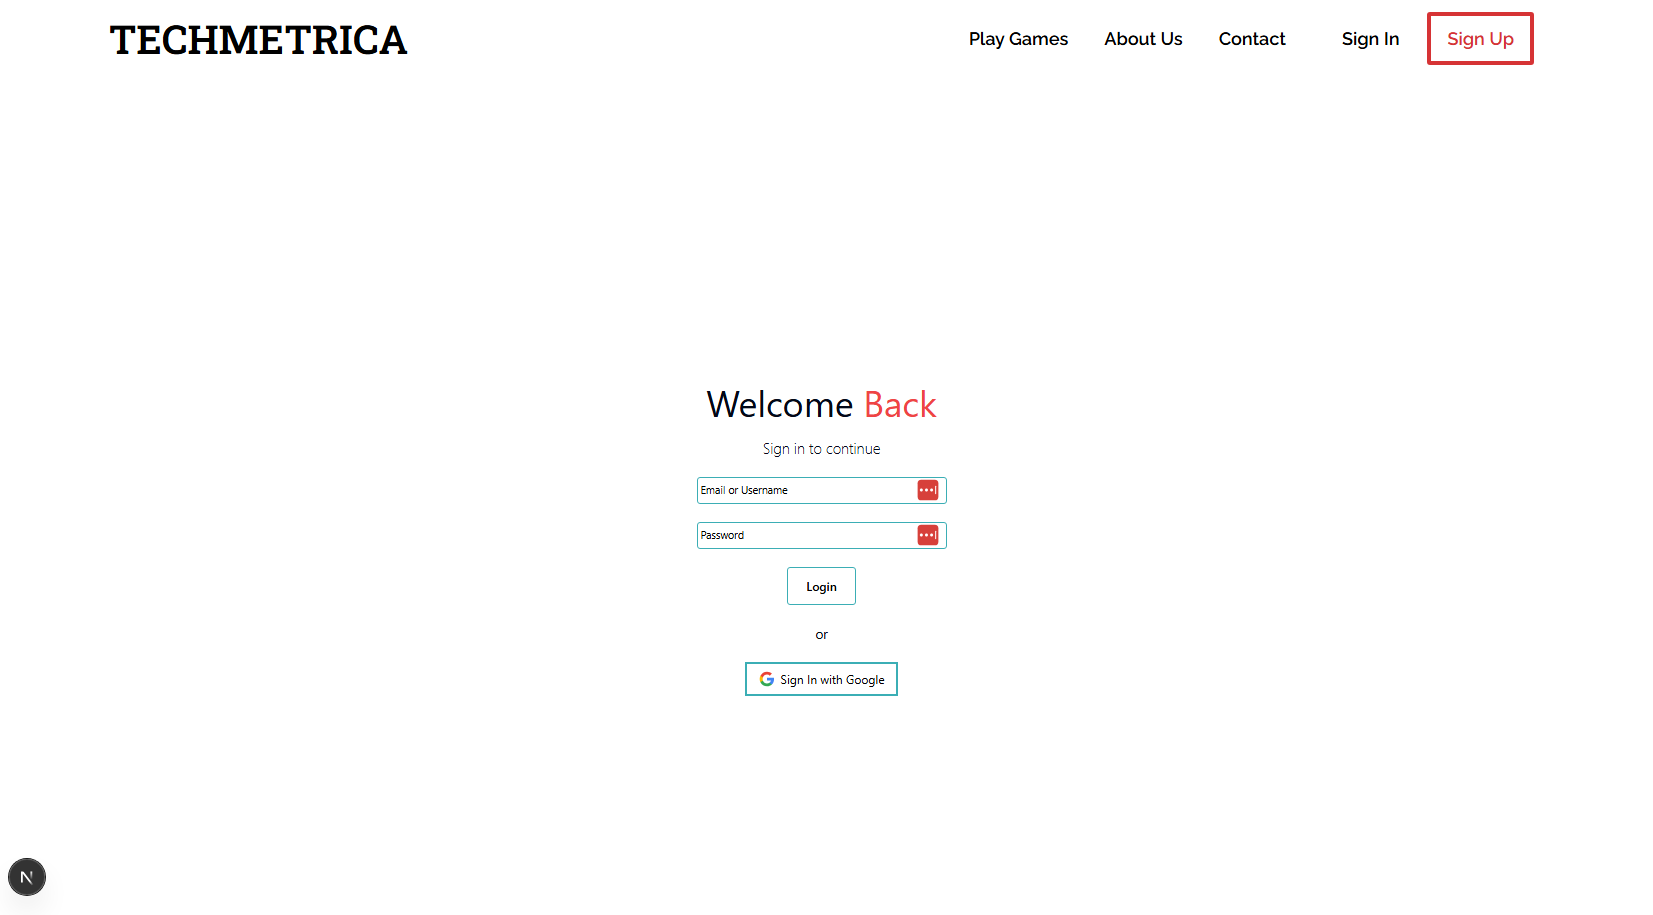 TECHMETRICA
Play Games
About Us
Contact
Sign In
Sign Up
Welcome Back
Sign in to continue
Email or Username
Password
Login
or
Sign In with Google
N